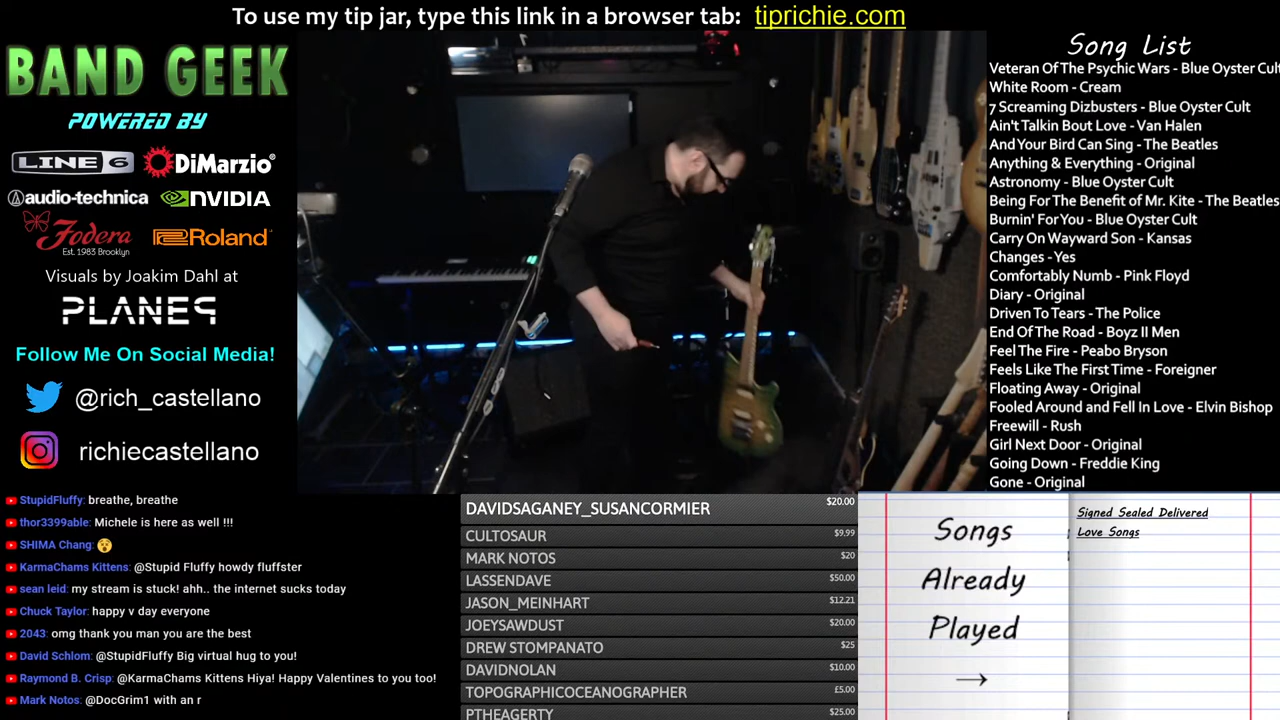 To use my tip jar, type this link in a browser tab: tiprichie.com
BAND GEEK
POWERED BY
LINE 6
DiMarzio®
audio-technica
NVIDIA
Fodera
Est. 1983 Brooklyn
Roland
Visuals by Joakim Dahl at
PLANE9
Follow Me On Social Media!
@rich_castellano
richiecastellano
StupidFluffy: breathe, breathe
thor3399able: Michele is here as well !!!
SHIMA Chang: 😲
KarmaChams Kittens: @Stupid Fluffy howdy fluffster
sean leid: my stream is stuck! ahh.. the internet sucks today
Chuck Taylor: happy v day everyone
2043: omg thank you man you are the best
David Schlom: @StupidFluffy Big virtual hug to you!
Raymond B. Crisp: @KarmaChams Kittens Hiya! Happy Valentines to you too!
Mark Notos: @DocGrim1 with an r
DAVIDSAGANEY_SUSANCORMIER $20.00
CULTOSAUR $9.99
MARK NOTOS $20
LASSENDAVE $50.00
JASON_MEINHART $12.21
JOEYSAWDUST $20.00
DREW STOMPANATO $25
DAVIDNOLAN $10.00
TOPOGRAPHICOCEANOGRAPHER £5.00
PTHEAGERTY $25.00
Song List
Veteran Of The Psychic Wars - Blue Oyster Cult
White Room - Cream
7 Screaming Dizbusters - Blue Oyster Cult
Ain't Talkin Bout Love - Van Halen
And Your Bird Can Sing - The Beatles
Anything & Everything - Original
Astronomy - Blue Oyster Cult
Being For The Benefit of Mr. Kite - The Beatles
Burnin' For You - Blue Oyster Cult
Carry On Wayward Son - Kansas
Changes - Yes
Comfortably Numb - Pink Floyd
Diary - Original
Driven To Tears - The Police
End Of The Road - Boyz II Men
Feel The Fire - Peabo Bryson
Feels Like The First Time - Foreigner
Floating Away - Original
Fooled Around and Fell In Love - Elvin Bishop
Freewill - Rush
Girl Next Door - Original
Going Down - Freddie King
Gone - Original
Songs
Already
Played
→
Signed Sealed Delivered
Love Songs